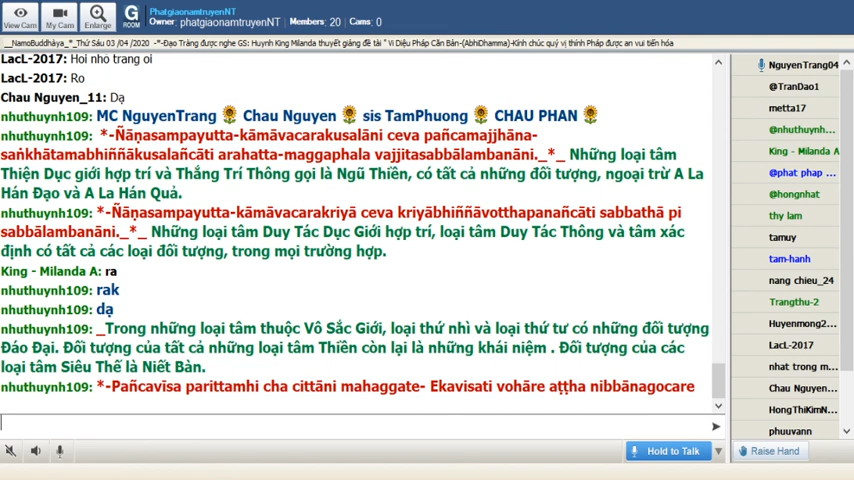 View Cam
My Cam
Enlarge
G
ROOM
PhatgiaonamtruyenNT
Owner: phatgiaonamtruyenNT | Members: 20 | Cams: 0
__NamoBuddhàya_*_Thứ Sáu 03 /04 /2020 -*-Đạo Tràng được nghe GS: Huynh King Milanda thuyết giảng đề tài " Vi Diệu Pháp Căn Bản-(AbhiDhamma)-Kính chúc quý vị thính Pháp được an vui tiến hóa
LacL-2017: Hoi nho trang oi
LacL-2017: Ro
Chau Nguyen_11: Dạ
nhuthuynh109: MC NguyenTrang 🌻 Chau Nguyen 🌻 sis TamPhuong 🌻 CHAU PHAN 🌻
nhuthuynh109: *-Ñāṇasampayutta-kāmāvacarakusalāni ceva pañcamajjhāna-
saṅkhātamabhiññākusalañcāti arahatta-maggaphala vajjitasabbālambanāni._*_ Những loại tâm
Thiện Dục giới hợp trí và Thắng Trí Thông gọi là Ngũ Thiền, có tất cả những đối tượng, ngoại trừ A La
Hán Đạo và A La Hán Quả.
nhuthuynh109: *-Ñāṇasampayutta-kāmāvacarakriyā ceva kriyābhiññāvotthapanañcāti sabbathā pi
sabbālambanāni.__*_ Những loại tâm Duy Tác Dục Giới hợp trí, loại tâm Duy Tác Thông và tâm xác
định có tất cả các loại đối tượng, trong mọi trường hợp.
King - Milanda A: ra
nhuthuynh109: rak
nhuthuynh109: dạ
nhuthuynh109: _Trong những loại tâm thuộc Vô Sắc Giới, loại thứ nhì và loại thứ tư có những đối tượng
Đáo Đại. Đối tượng của tất cả những loại tâm Thiền còn lại là những khái niệm . Đối tượng của các
loại tâm Siêu Thế là Niết Bàn.
nhuthuynh109: *-Pañcavīsa parittamhi cha cittāni mahaggate- Ekavisati vohāre aṭṭha nibbānagocare
Hold to Talk
NguyenTrang04
@TranDao1
metta17
@nhuthuynh...
King - Milanda A
@phat phap ...
@hongnhat
thy lam
tamuy
tam-hanh
nang chieu_24
Trangthu-2
Huyenmong2...
LacL-2017
nhat trong m...
Chau Nguyen...
HongThiKimN...
phuuvann
Raise Hand